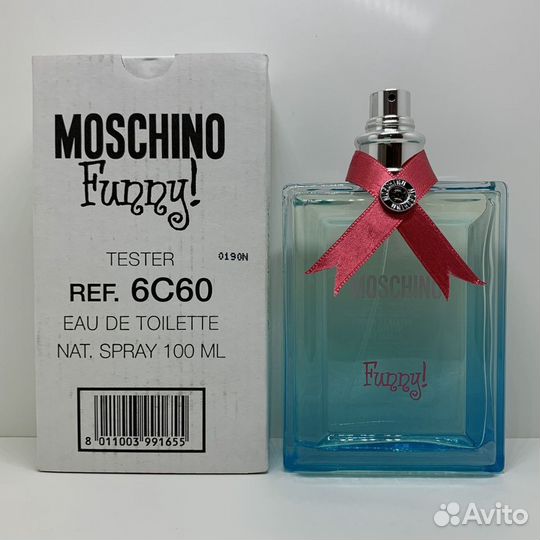 MOSCHINO
Funny!
TESTER
0190N
REF. 6C60
EAU DE TOILETTE
NAT. SPRAY 100 ML
8 011003 991655
MOSCHINO
MOSCHINO
Funny!
Avito